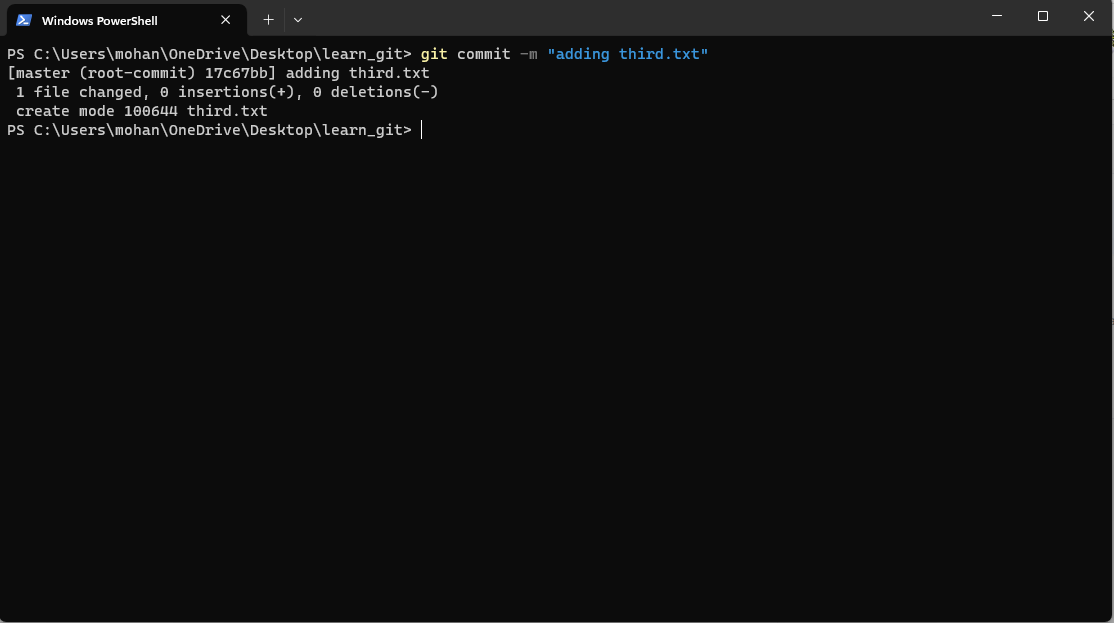 Windows PowerShell
PS C:\Users\mohan\OneDrive\Desktop\learn_git> git commit -m "adding third.txt"
[master (root-commit) 17c67bb] adding third.txt
 1 file changed, 0 insertions(+), 0 deletions(-)
 create mode 100644 third.txt
PS C:\Users\mohan\OneDrive\Desktop\learn_git>